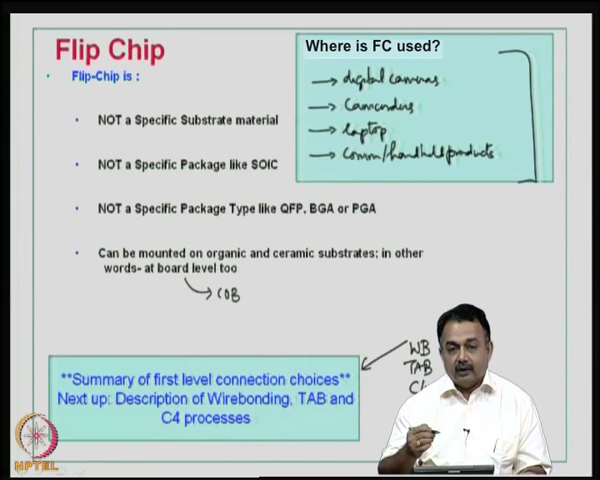 Flip Chip
Flip-Chip is :
NOT a Specific Substrate material
NOT a Specific Package like SOIC
NOT a Specific Package Type like QFP, BGA or PGA
Can be mounted on organic and ceramic substrates; in other
words- at board level too
COB
Where is FC used?
digital cameras
Camcorders
laptop
Comm/handheld products
**Summary of first level connection choices**
Next up: Description of Wirebonding, TAB and
C4 processes
WB
TAB
NPTEL